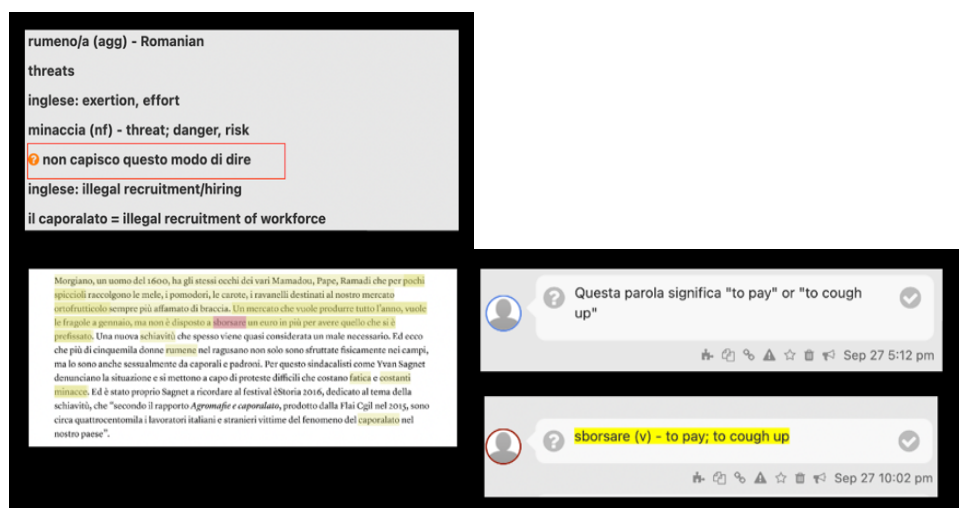 rumeno/a (agg) - Romanian
threats
inglese: exertion, effort
minaccia (nf) - threat; danger, risk
non capisco questo modo di dire
inglese: illegal recruitment/hiring
il caporalato = illegal recruitment of workforce
Morgiano, un uomo del 1600, ha gli stessi occhi dei vari Mamadou, Pape, Ramadi che per pochi
spiccioli raccolgono le mele, i pomodori, le carote, i ravanelli destinati al nostro mercato
ortofrutticolo sempre più affamato di braccia. Un mercato che vuole produrre tutto l'anno, vuole
le fragole a gennaio, ma non è disposto a sborsare un euro in più per avere quello che si è
prefissato. Una nuova schiavitù che spesso viene quasi considerata un male necessario. Ed ecco
che più di cinquemila donne rumene nel ragusano non solo sono sfruttate fisicamente nei campi,
ma lo sono anche sessualmente da caporali e padroni. Per questo sindacalisti come Yvan Sagnet
denunciano la situazione e si mettono a capo di proteste difficili che costano fatica e costanti
minacce. Ed è stato proprio Sagnet a ricordare al festival èStoria 2016, dedicato al tema della
schiavitù, che "secondo il rapporto Agromafie e caporalato, prodotto dalla Flai Cgil nel 2015, sono
circa quattrocentomila i lavoratori italiani e stranieri vittime del fenomeno del caporalato nel
nostro paese".
Questa parola significa "to pay" or "to cough
up"
Sep 27 5:12 pm
sborsare (v) - to pay; to cough up
Sep 27 10:02 pm